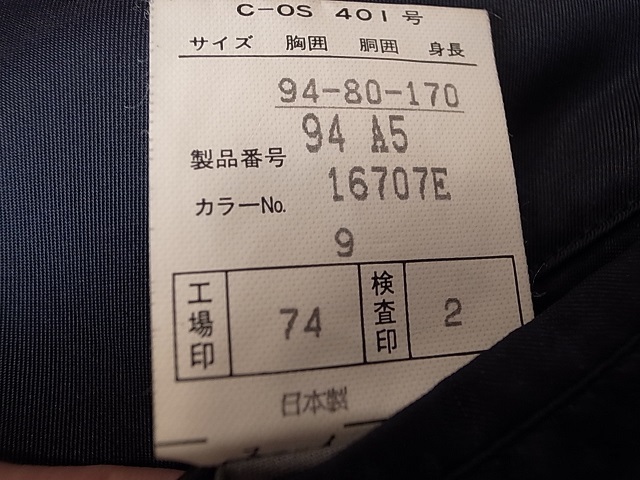 C-OS 401号
サイズ 胸囲 胴囲 身長
94-80-170
94 A5
製品番号
16707E
カラーNo.
9
工場印 74 検査印 2
日本製